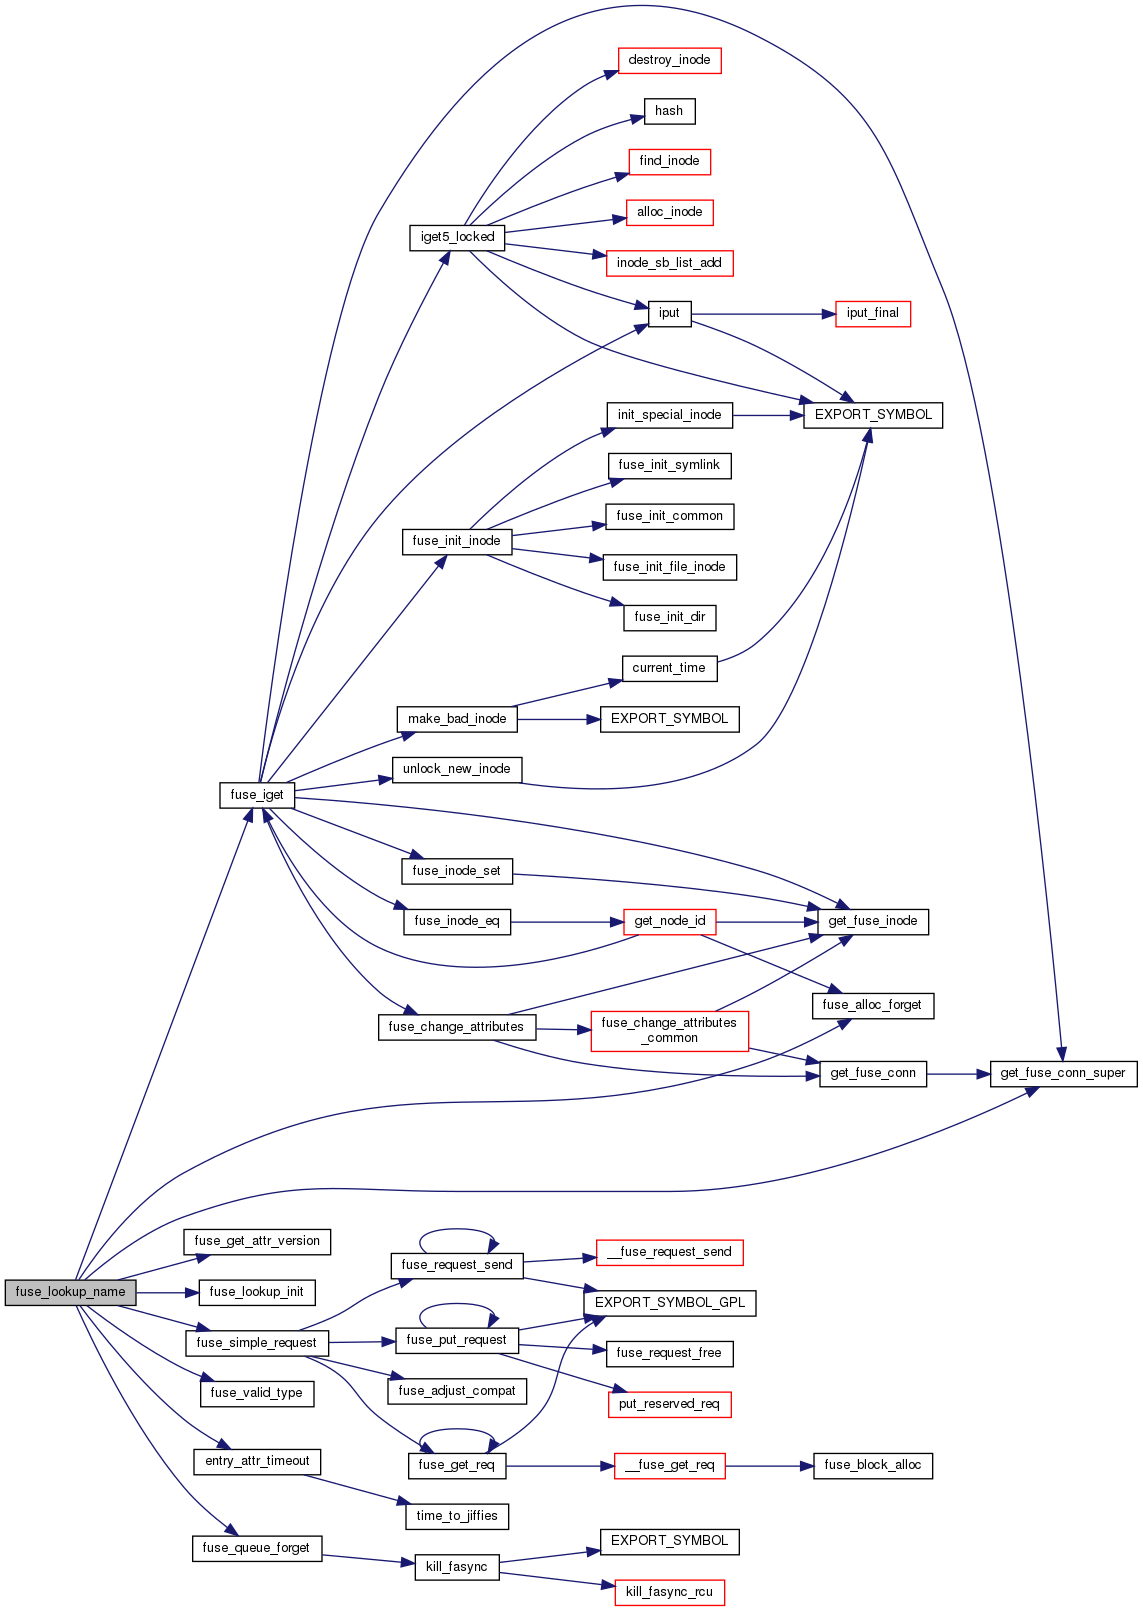 destroy_inode
hash
find_inode
alloc_inode
iget5_locked
inode_sb_list_add
iput
iput_final
init_special_inode
EXPORT_SYMBOL
fuse_init_symlink
fuse_init_common
fuse_init_inode
fuse_init_file_inode
fuse_init_dir
current_time
make_bad_inode
EXPORT_SYMBOL
unlock_new_inode
fuse_iget
fuse_inode_set
fuse_inode_eq
get_node_id
get_fuse_inode
fuse_alloc_forget
fuse_change_attributes
fuse_change_attributes
_common
get_fuse_conn
get_fuse_conn_super
fuse_get_attr_version
fuse_request_send
__fuse_request_send
fuse_lookup_name
fuse_lookup_init
EXPORT_SYMBOL_GPL
fuse_simple_request
fuse_put_request
fuse_request_free
fuse_valid_type
fuse_adjust_compat
put_reserved_req
entry_attr_timeout
fuse_get_req
__fuse_get_req
fuse_block_alloc
time_to_jiffies
fuse_queue_forget
EXPORT_SYMBOL
kill_fasync
kill_fasync_rcu